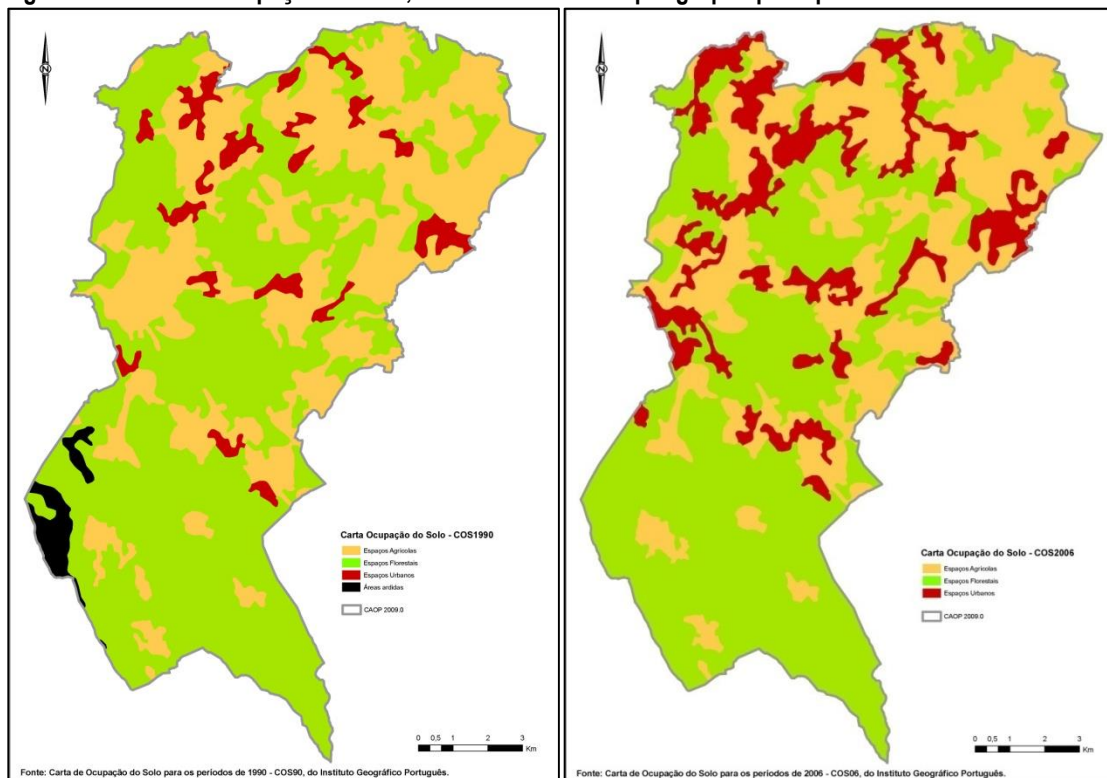 Carta Ocupação do Solo - COS1990
Espaços Agrícolas
Espaços Florestais
Espaços Urbanos
Áreas ardidas
CAOP 2009.0
0 0,5 1 2 3
Km
Fonte: Carta de Ocupação do Solo para os períodos de 1990 - COS90, do Instituto Geográfico Português.
N
Carta Ocupação do Solo - COS2006
Espaços Agrícolas
Espaços Florestais
Espaços Urbanos
CAOP 2009.0
0 0,5 1 2 3
Km
Fonte: Carta de Ocupação do Solo para os períodos de 2006 - COS06, do Instituto Geográfico Português.
N